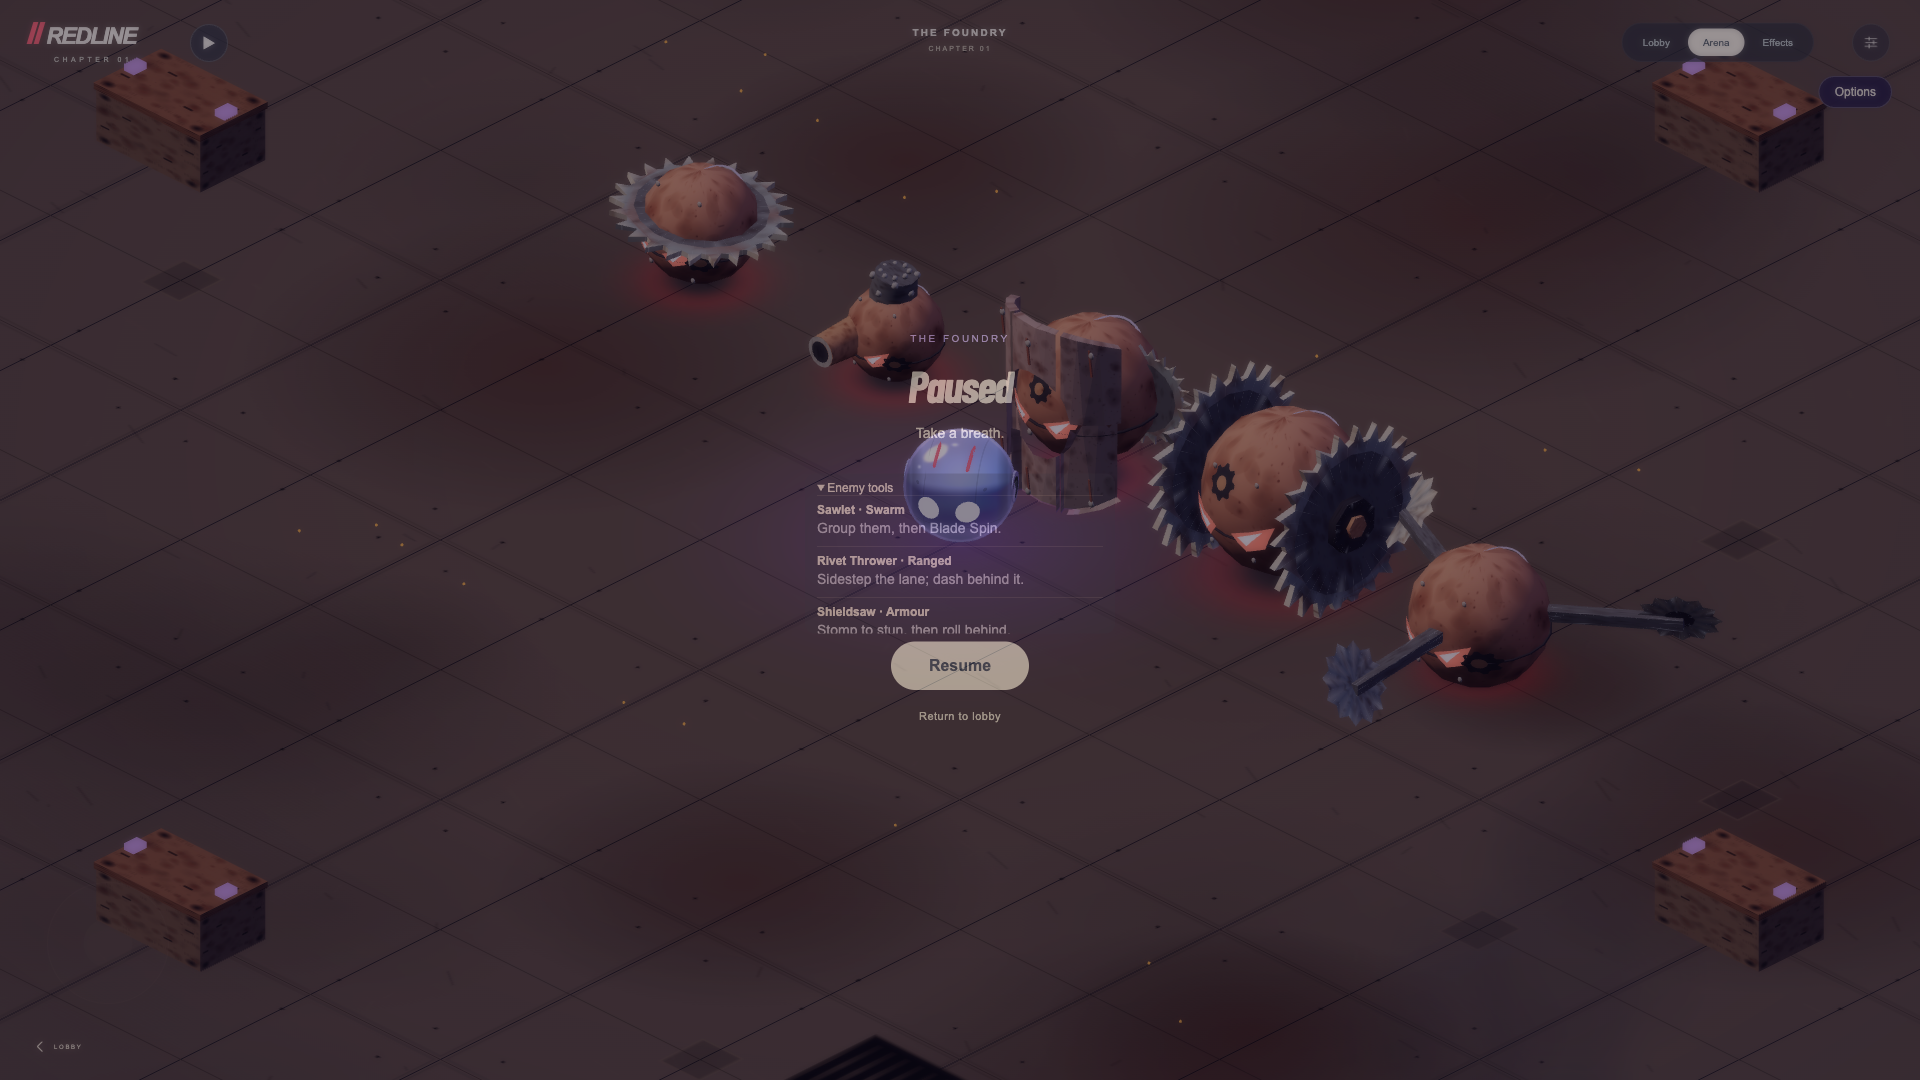 REDLINE
CHAPTER 01
THE FOUNDRY
CHAPTER 01
Lobby
Arena
Effects
Options
THE FOUNDRY
Paused
Take a breath.
Enemy tools
Sawlet · Swarm
Group them, then Blade Spin.
Rivet Thrower · Ranged
Sidestep the lane; dash behind it.
Shieldsaw · Armour
Stomp to stun, then roll behind.
Resume
Return to lobby
LOBBY